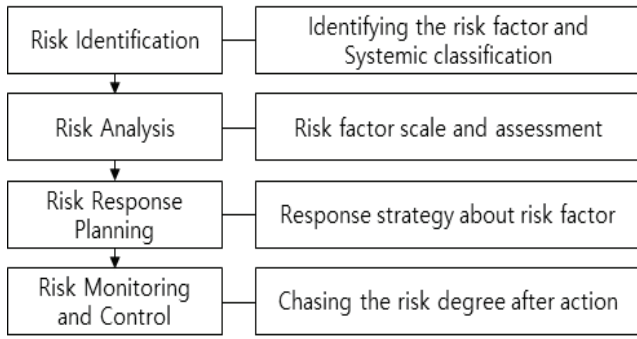 Risk Identification
Identifying the risk factor and
Systemic classification
Risk Analysis
Risk factor scale and assessment
Risk Response
Planning
Response strategy about risk factor
Risk Monitoring
and Control
Chasing the risk degree after action